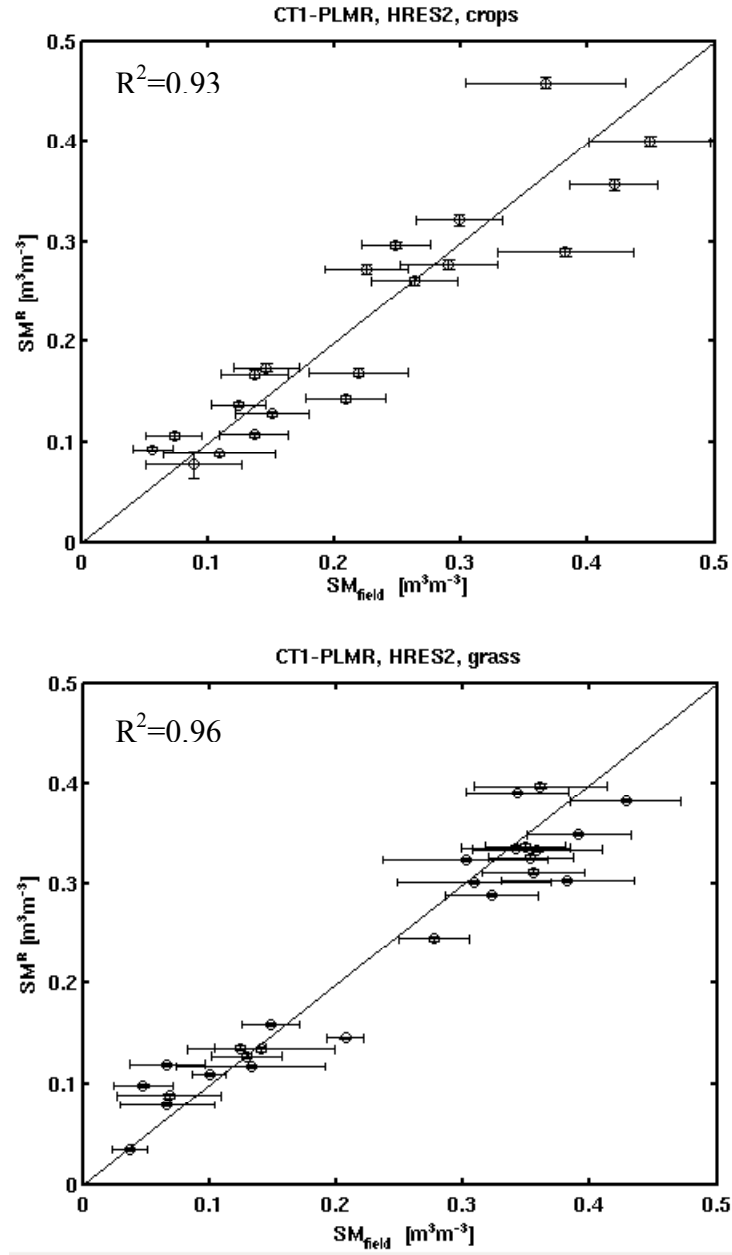 CT1-PLMR, HRES2, crops
R²=0.93
0.5
0.4
0.3
0.2
0.1
0
SMᴿ [m³m⁻³]
0 0.1 0.2 0.3 0.4 0.5
SM_field [m³m⁻³]
CT1-PLMR, HRES2, grass
R²=0.96
0.5
0.4
0.3
0.2
0.1
0
SMᴿ [m³m⁻³]
0 0.1 0.2 0.3 0.4 0.5
SM_field [m³m⁻³]